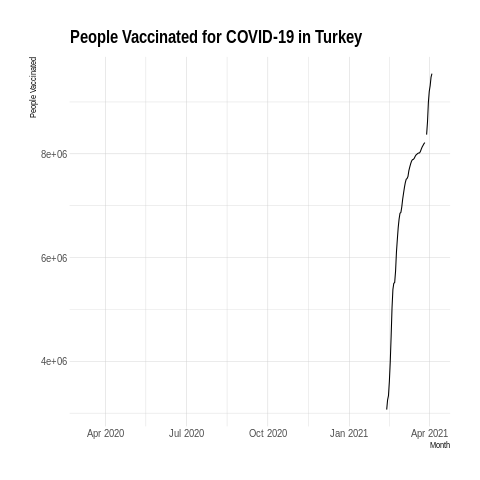 People Vaccinated for COVID-19 in Turkey
People Vaccinated
8e+06
6e+06
4e+06
Apr 2020 Jul 2020 Oct 2020 Jan 2021 Apr 2021
Month